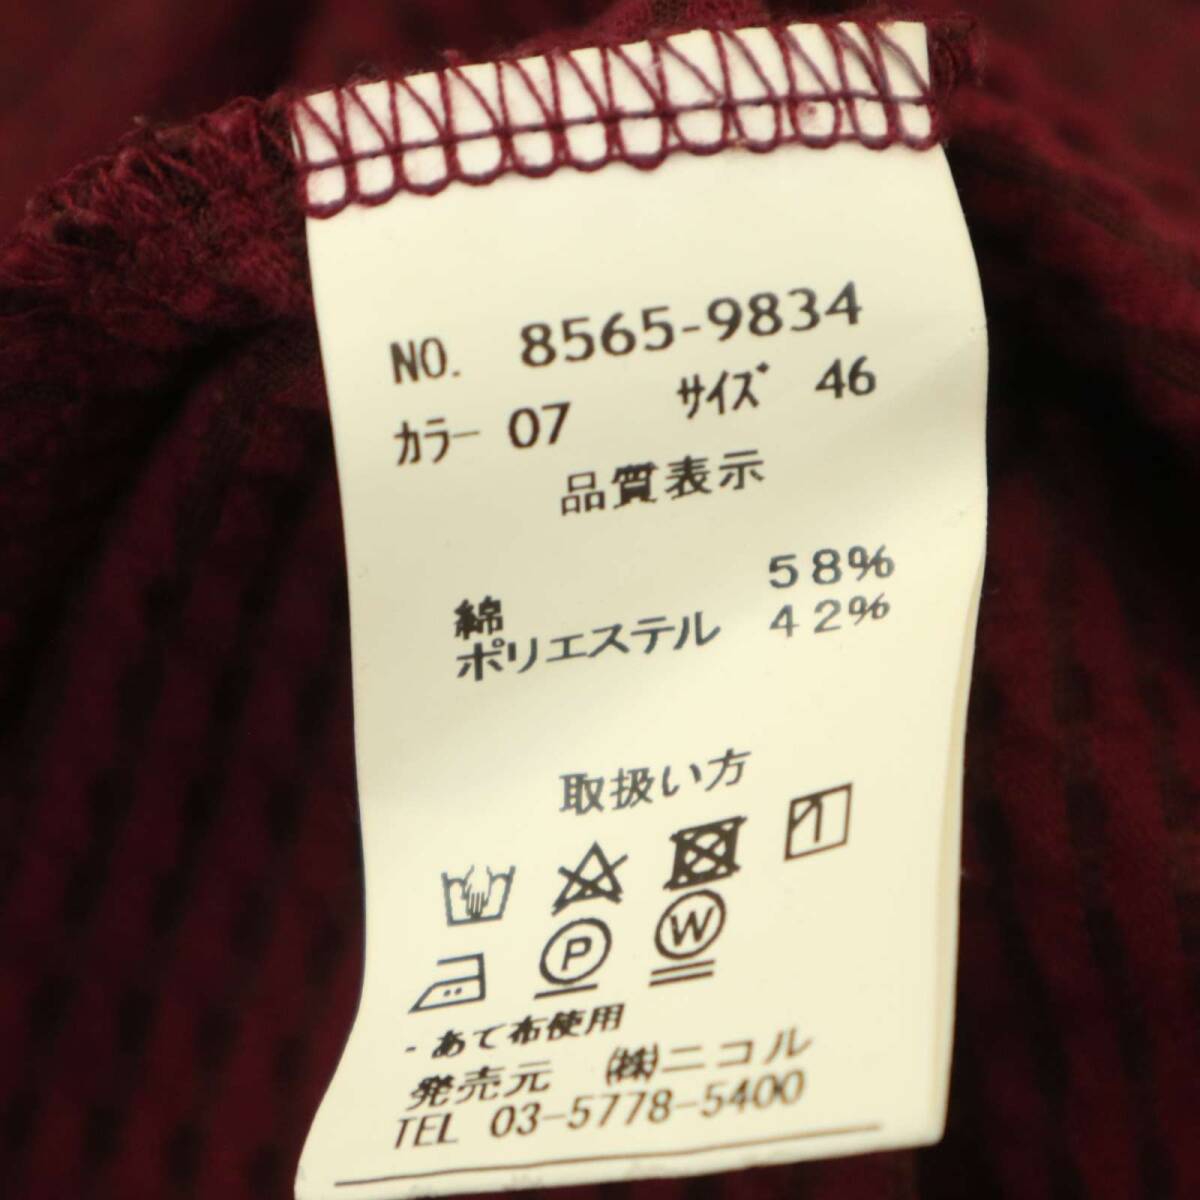 NO. 8565-9834
カラー 07 サイズ 46
品質表示
綿 58%
ポリエステル 42%
取扱い方
P W
- あて布使用
発売元 ㈱ニコル
TEL 03-5778-5400